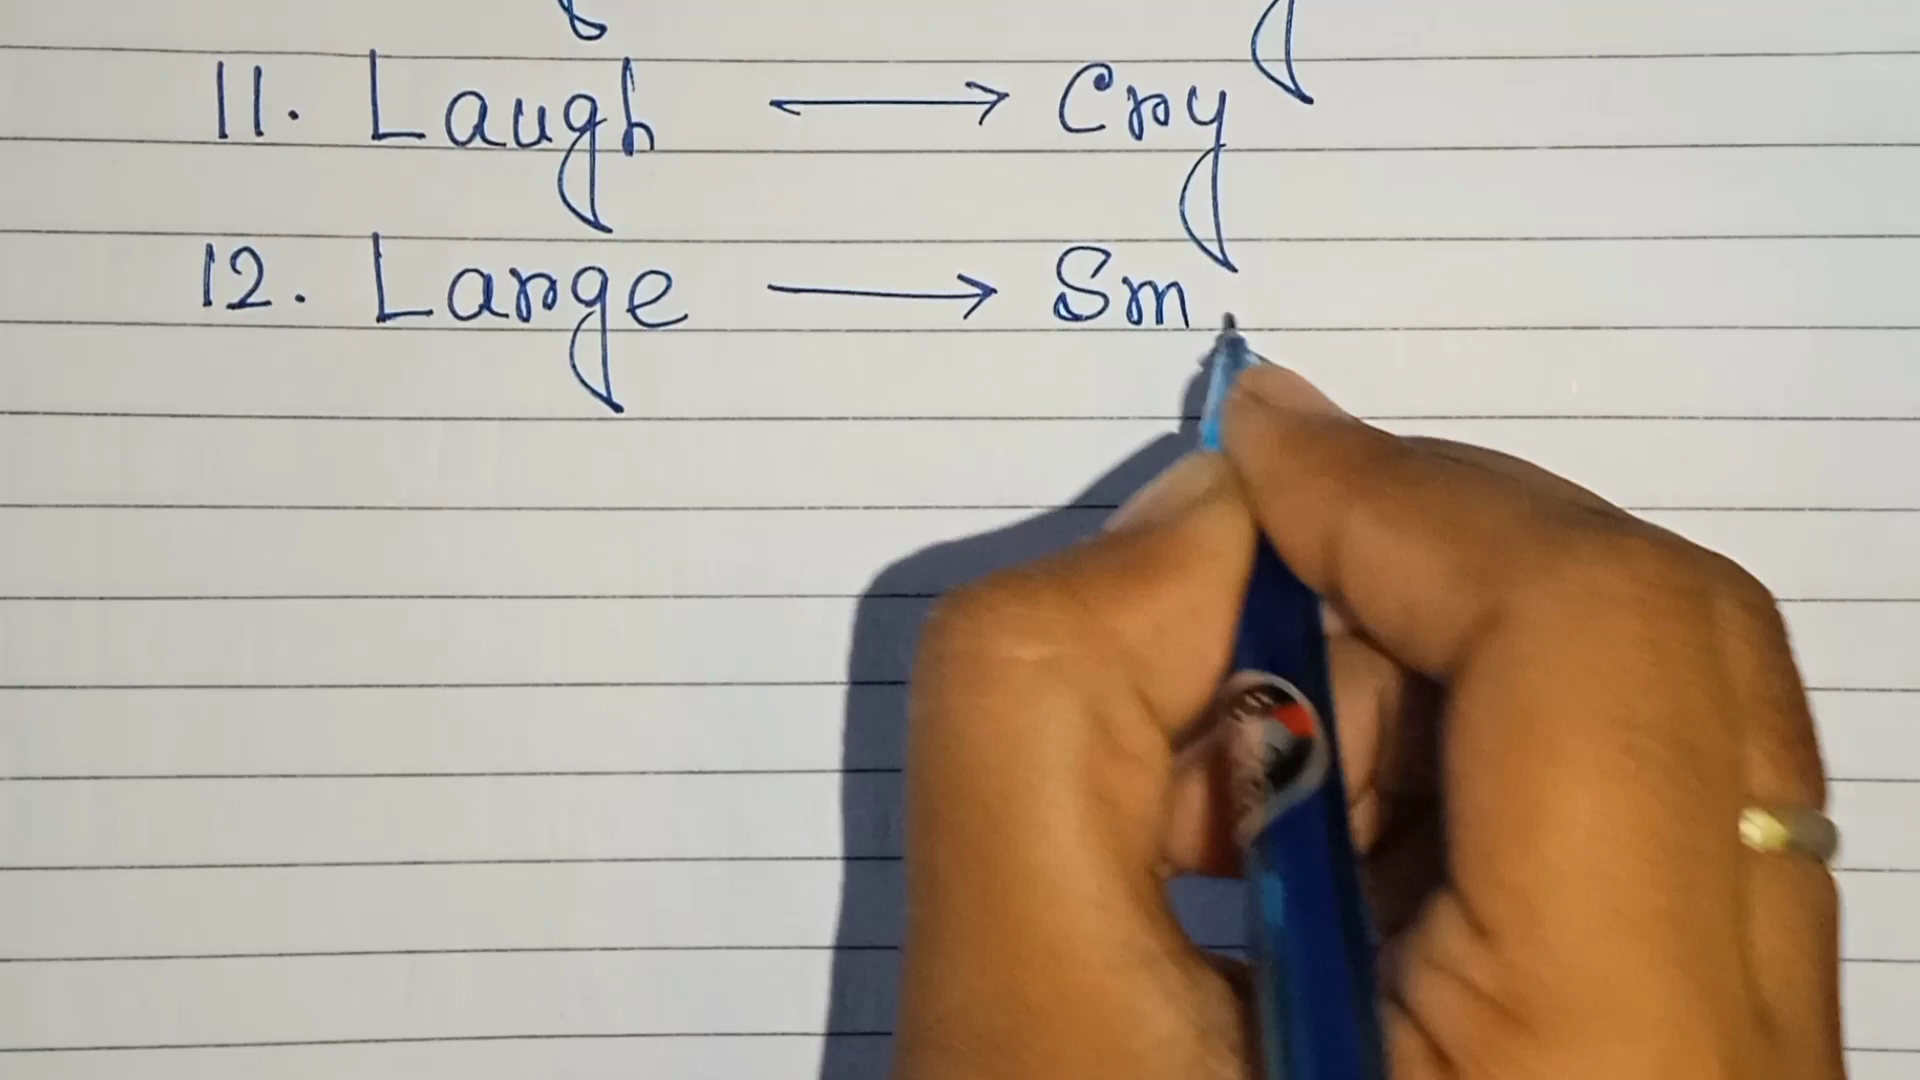 11. Laugh ⟷ Cry
12. Large ⟶ Sm